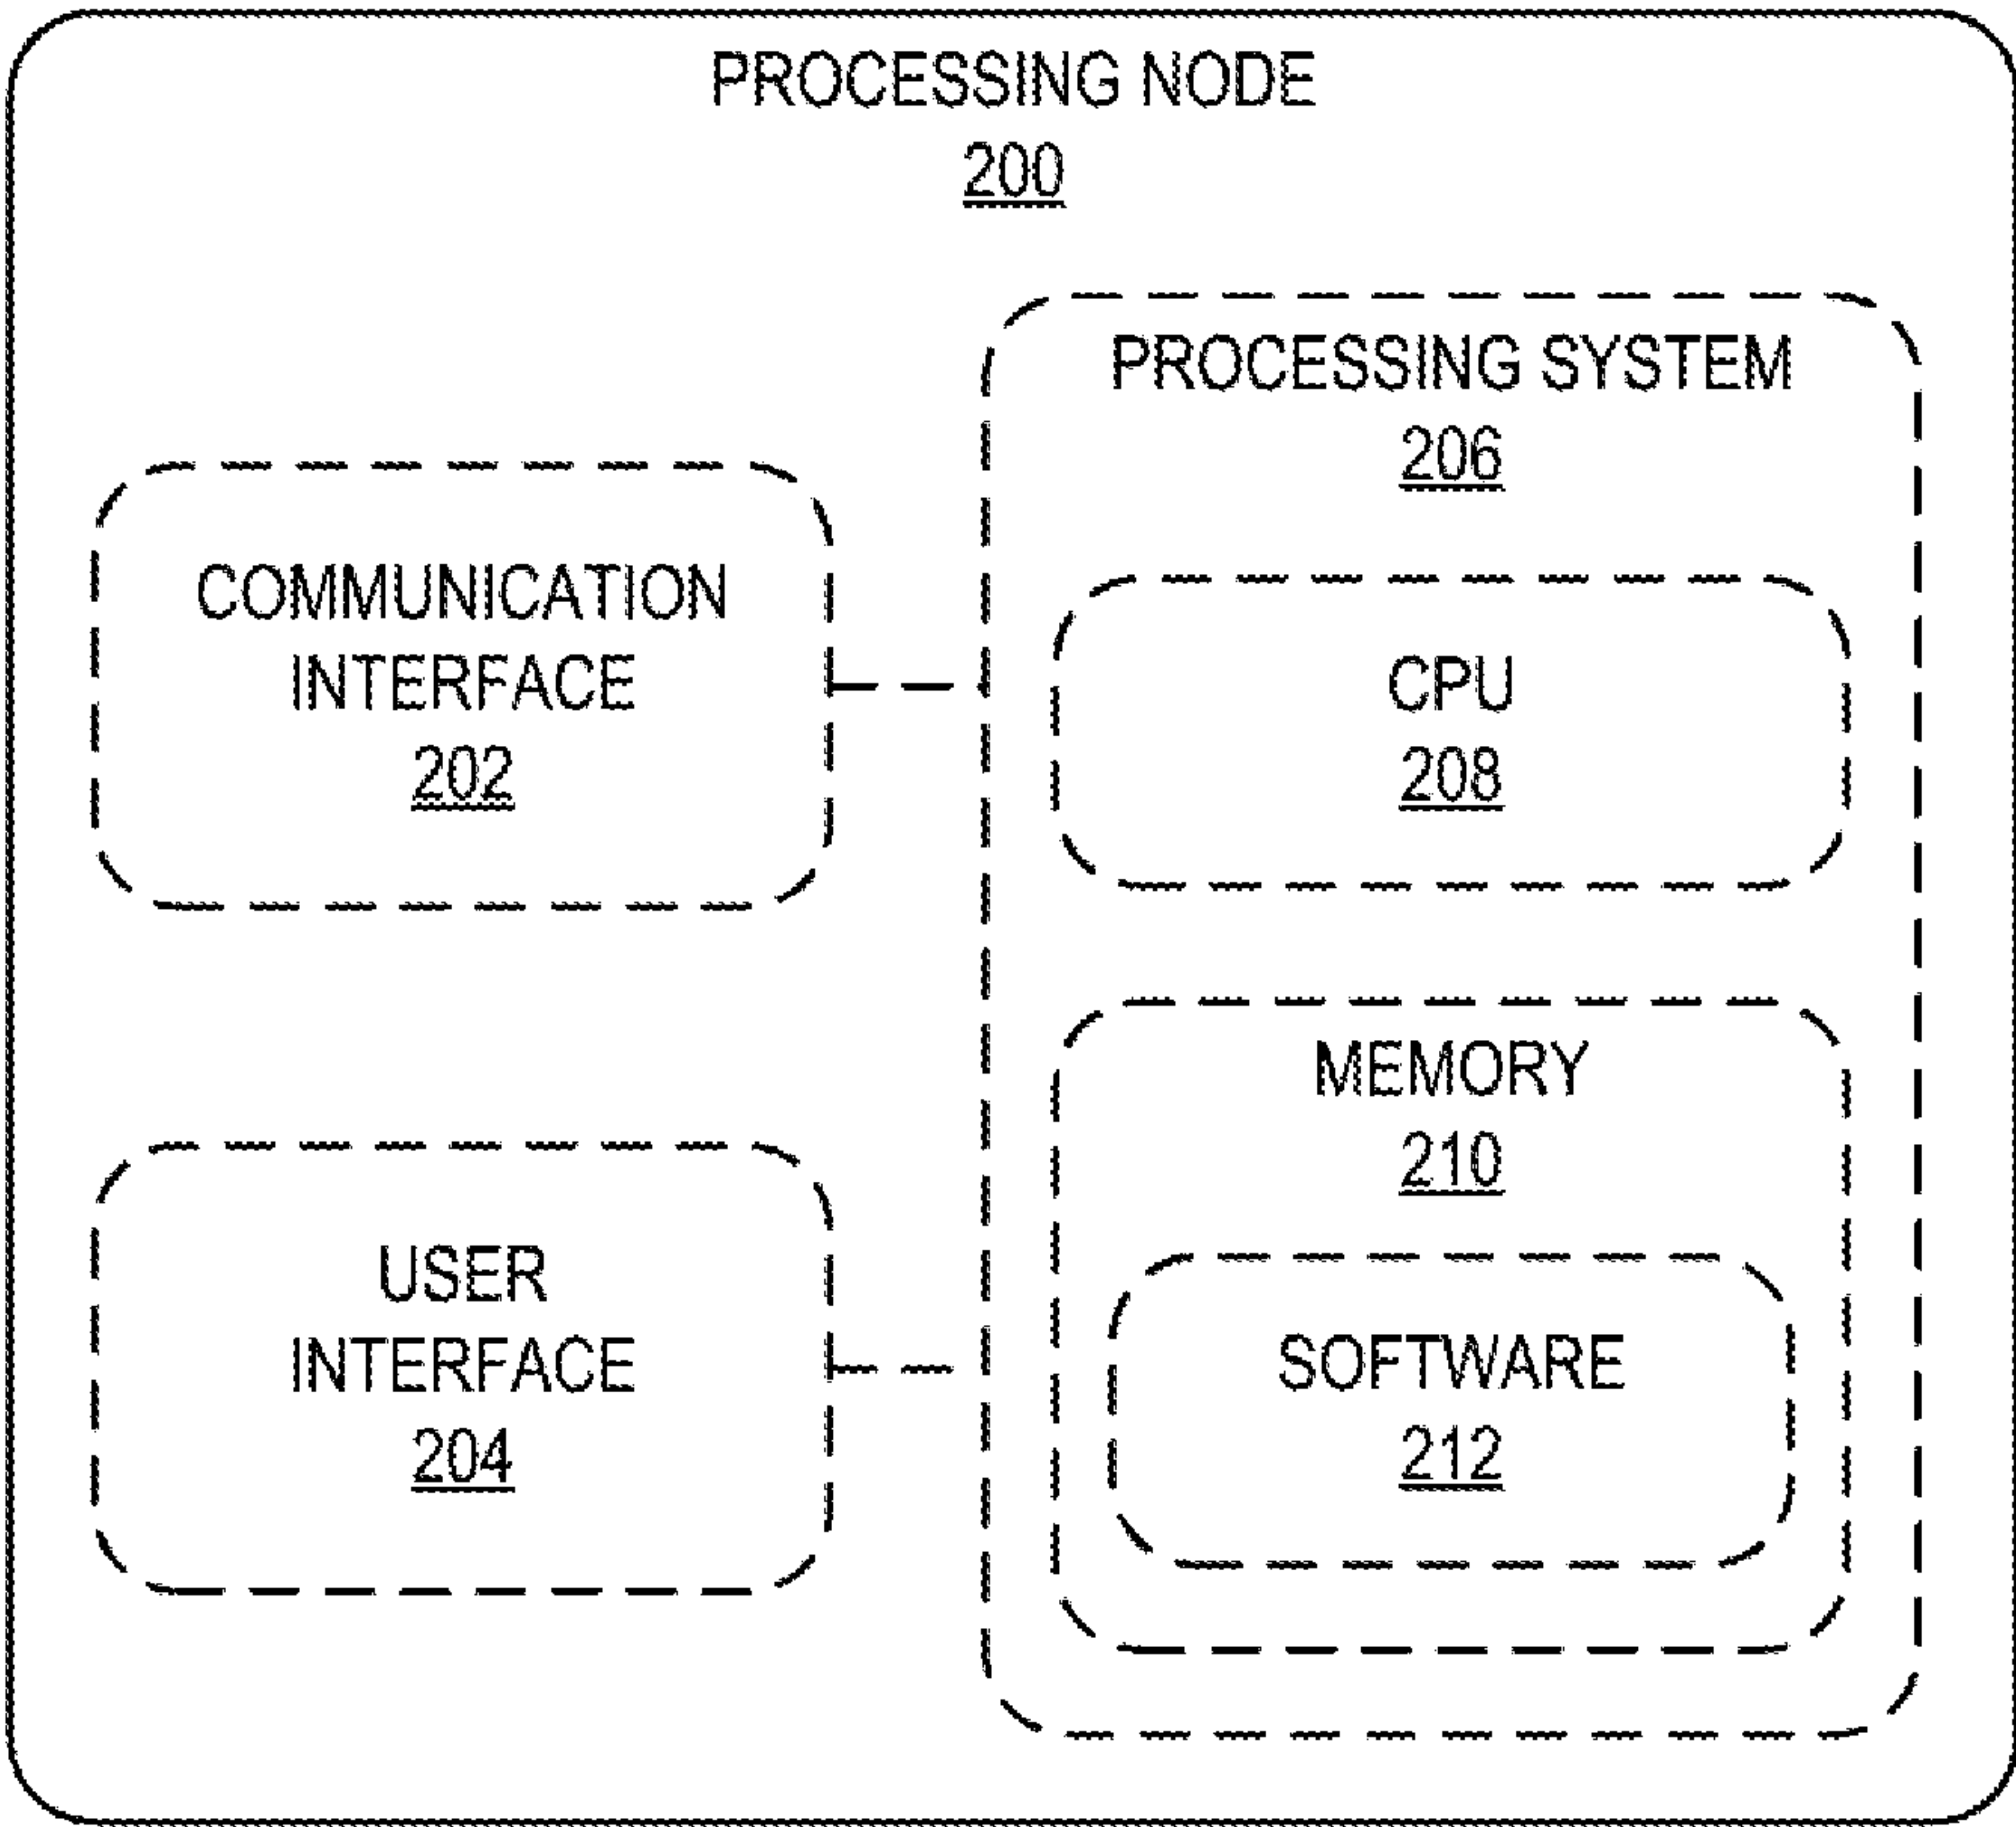 PROCESSING NODE
200
PROCESSING SYSTEM
206
COMMUNICATION
INTERFACE
202
CPU
208
MEMORY
210
USER
INTERFACE
204
SOFTWARE
212